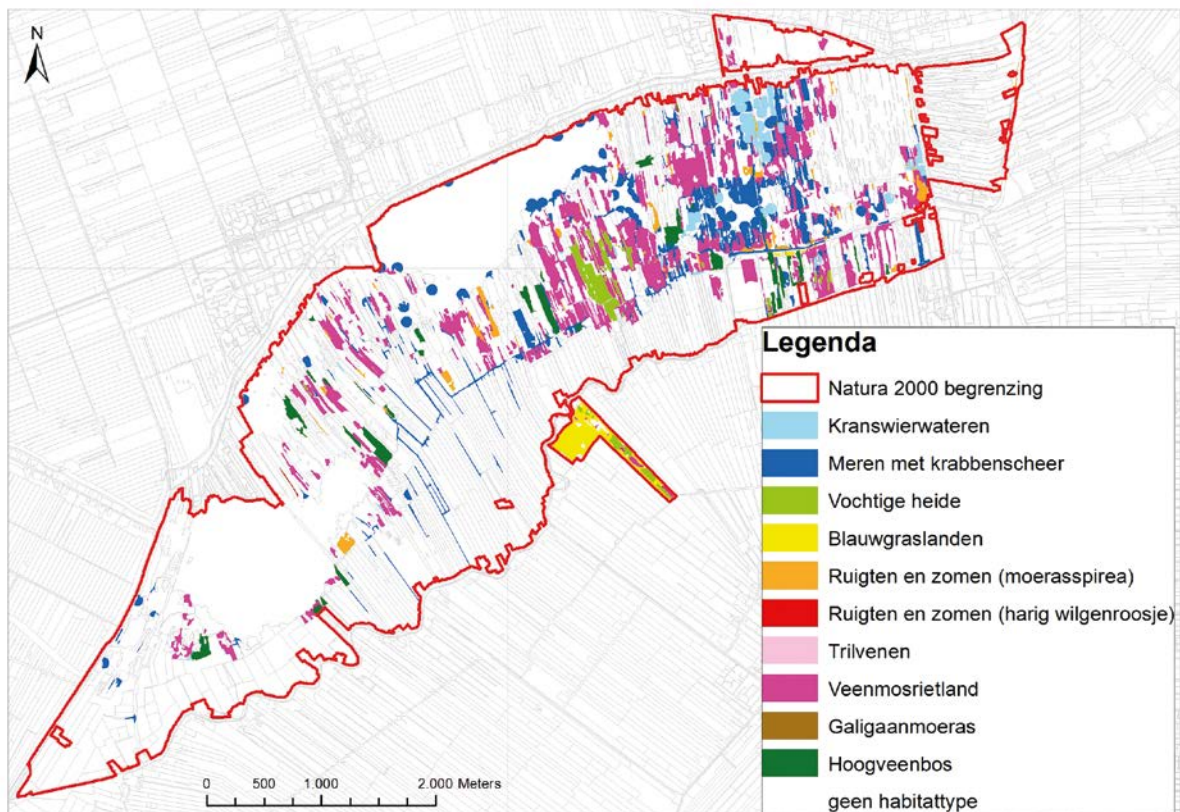 N
Legenda
Natura 2000 begrenzing
Kranswierwateren
Meren met krabbenscheer
Vochtige heide
Blauwgraslanden
Ruigten en zomen (moerasspirea)
Ruigten en zomen (harig wilgenroosje)
Trilvenen
Veenmosrietland
Galigaanmoeras
Hoogveenbos
geen habitattype
0 500 1.000 2.000 Meters